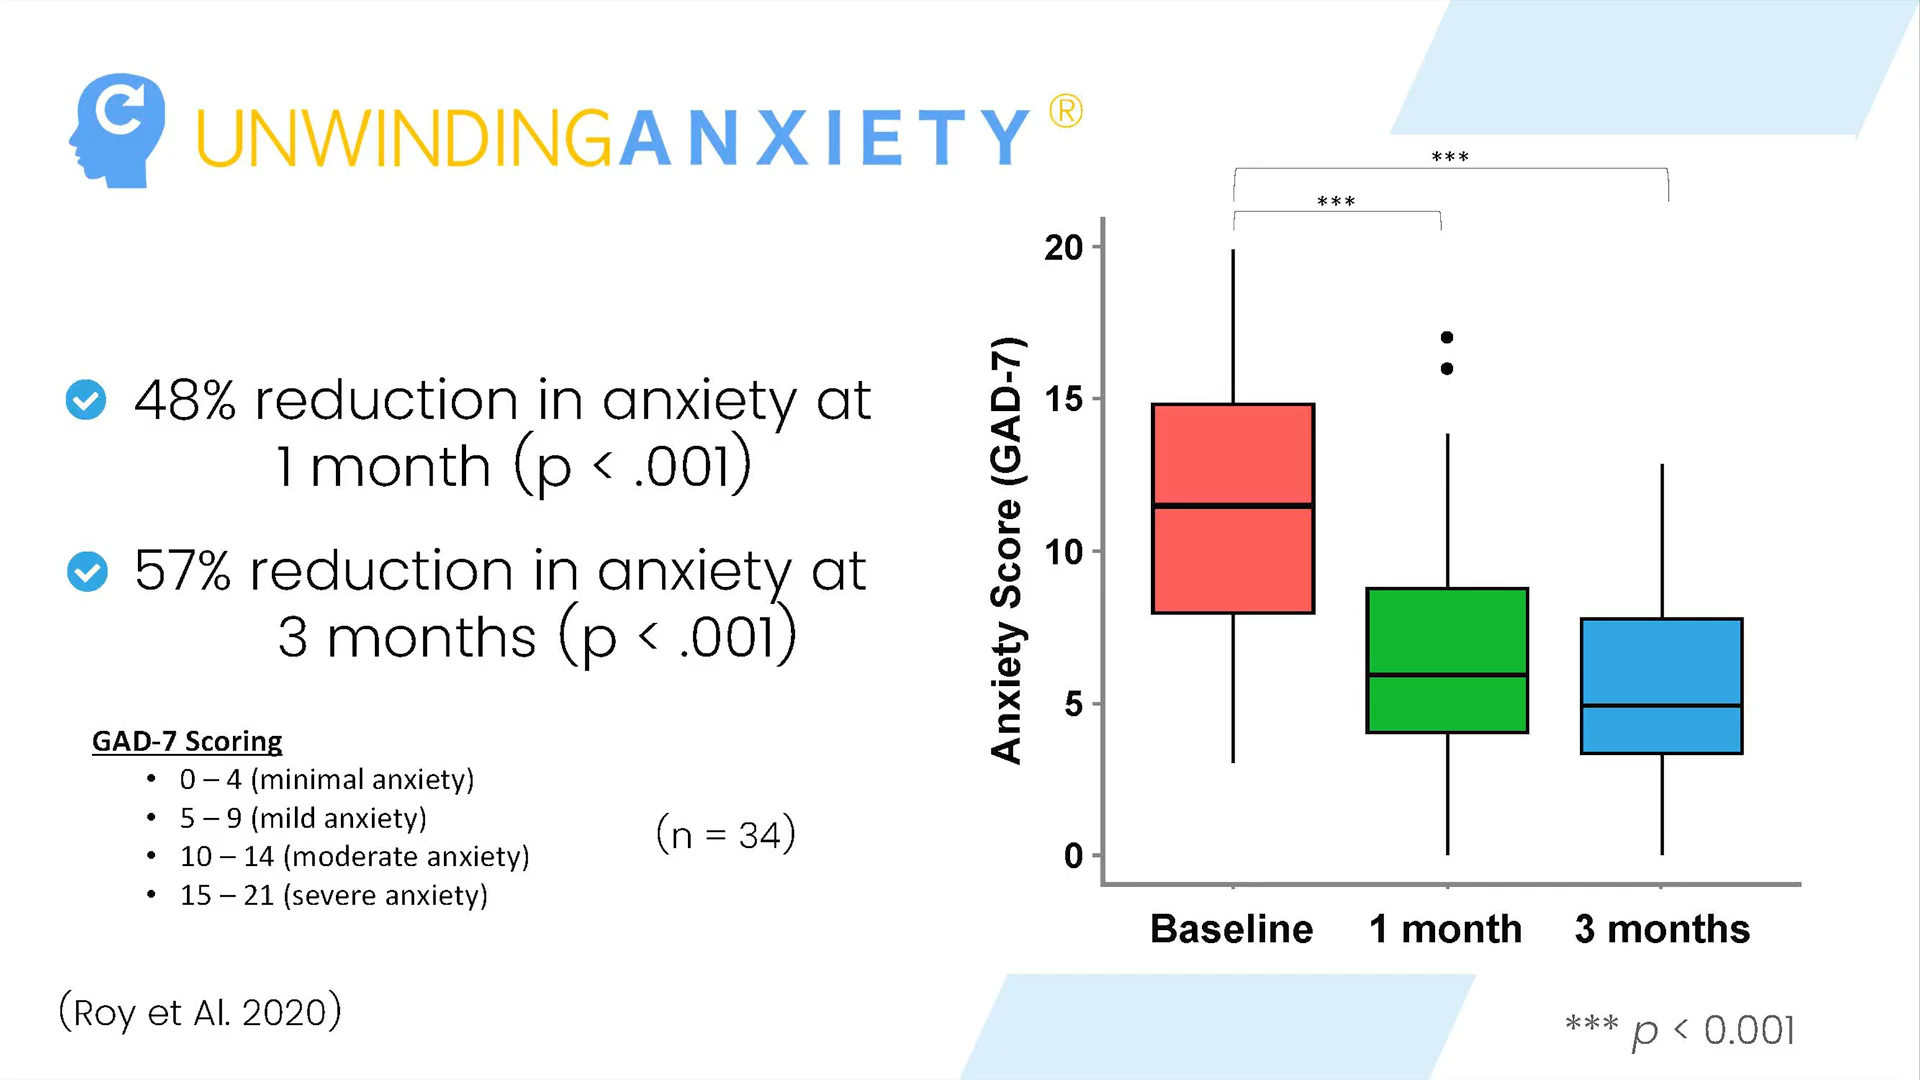 UNWINDINGANXIETY®
48% reduction in anxiety at
1 month (p < .001)
57% reduction in anxiety at
3 months (p < .001)
GAD-7 Scoring
• 0 – 4 (minimal anxiety)
• 5 – 9 (mild anxiety)
• 10 – 14 (moderate anxiety)
• 15 – 21 (severe anxiety)
(n = 34)
(Roy et Al. 2020)
***
***
Anxiety Score (GAD-7)
20
15
10
5
0
Baseline 1 month 3 months
*** p < 0.001